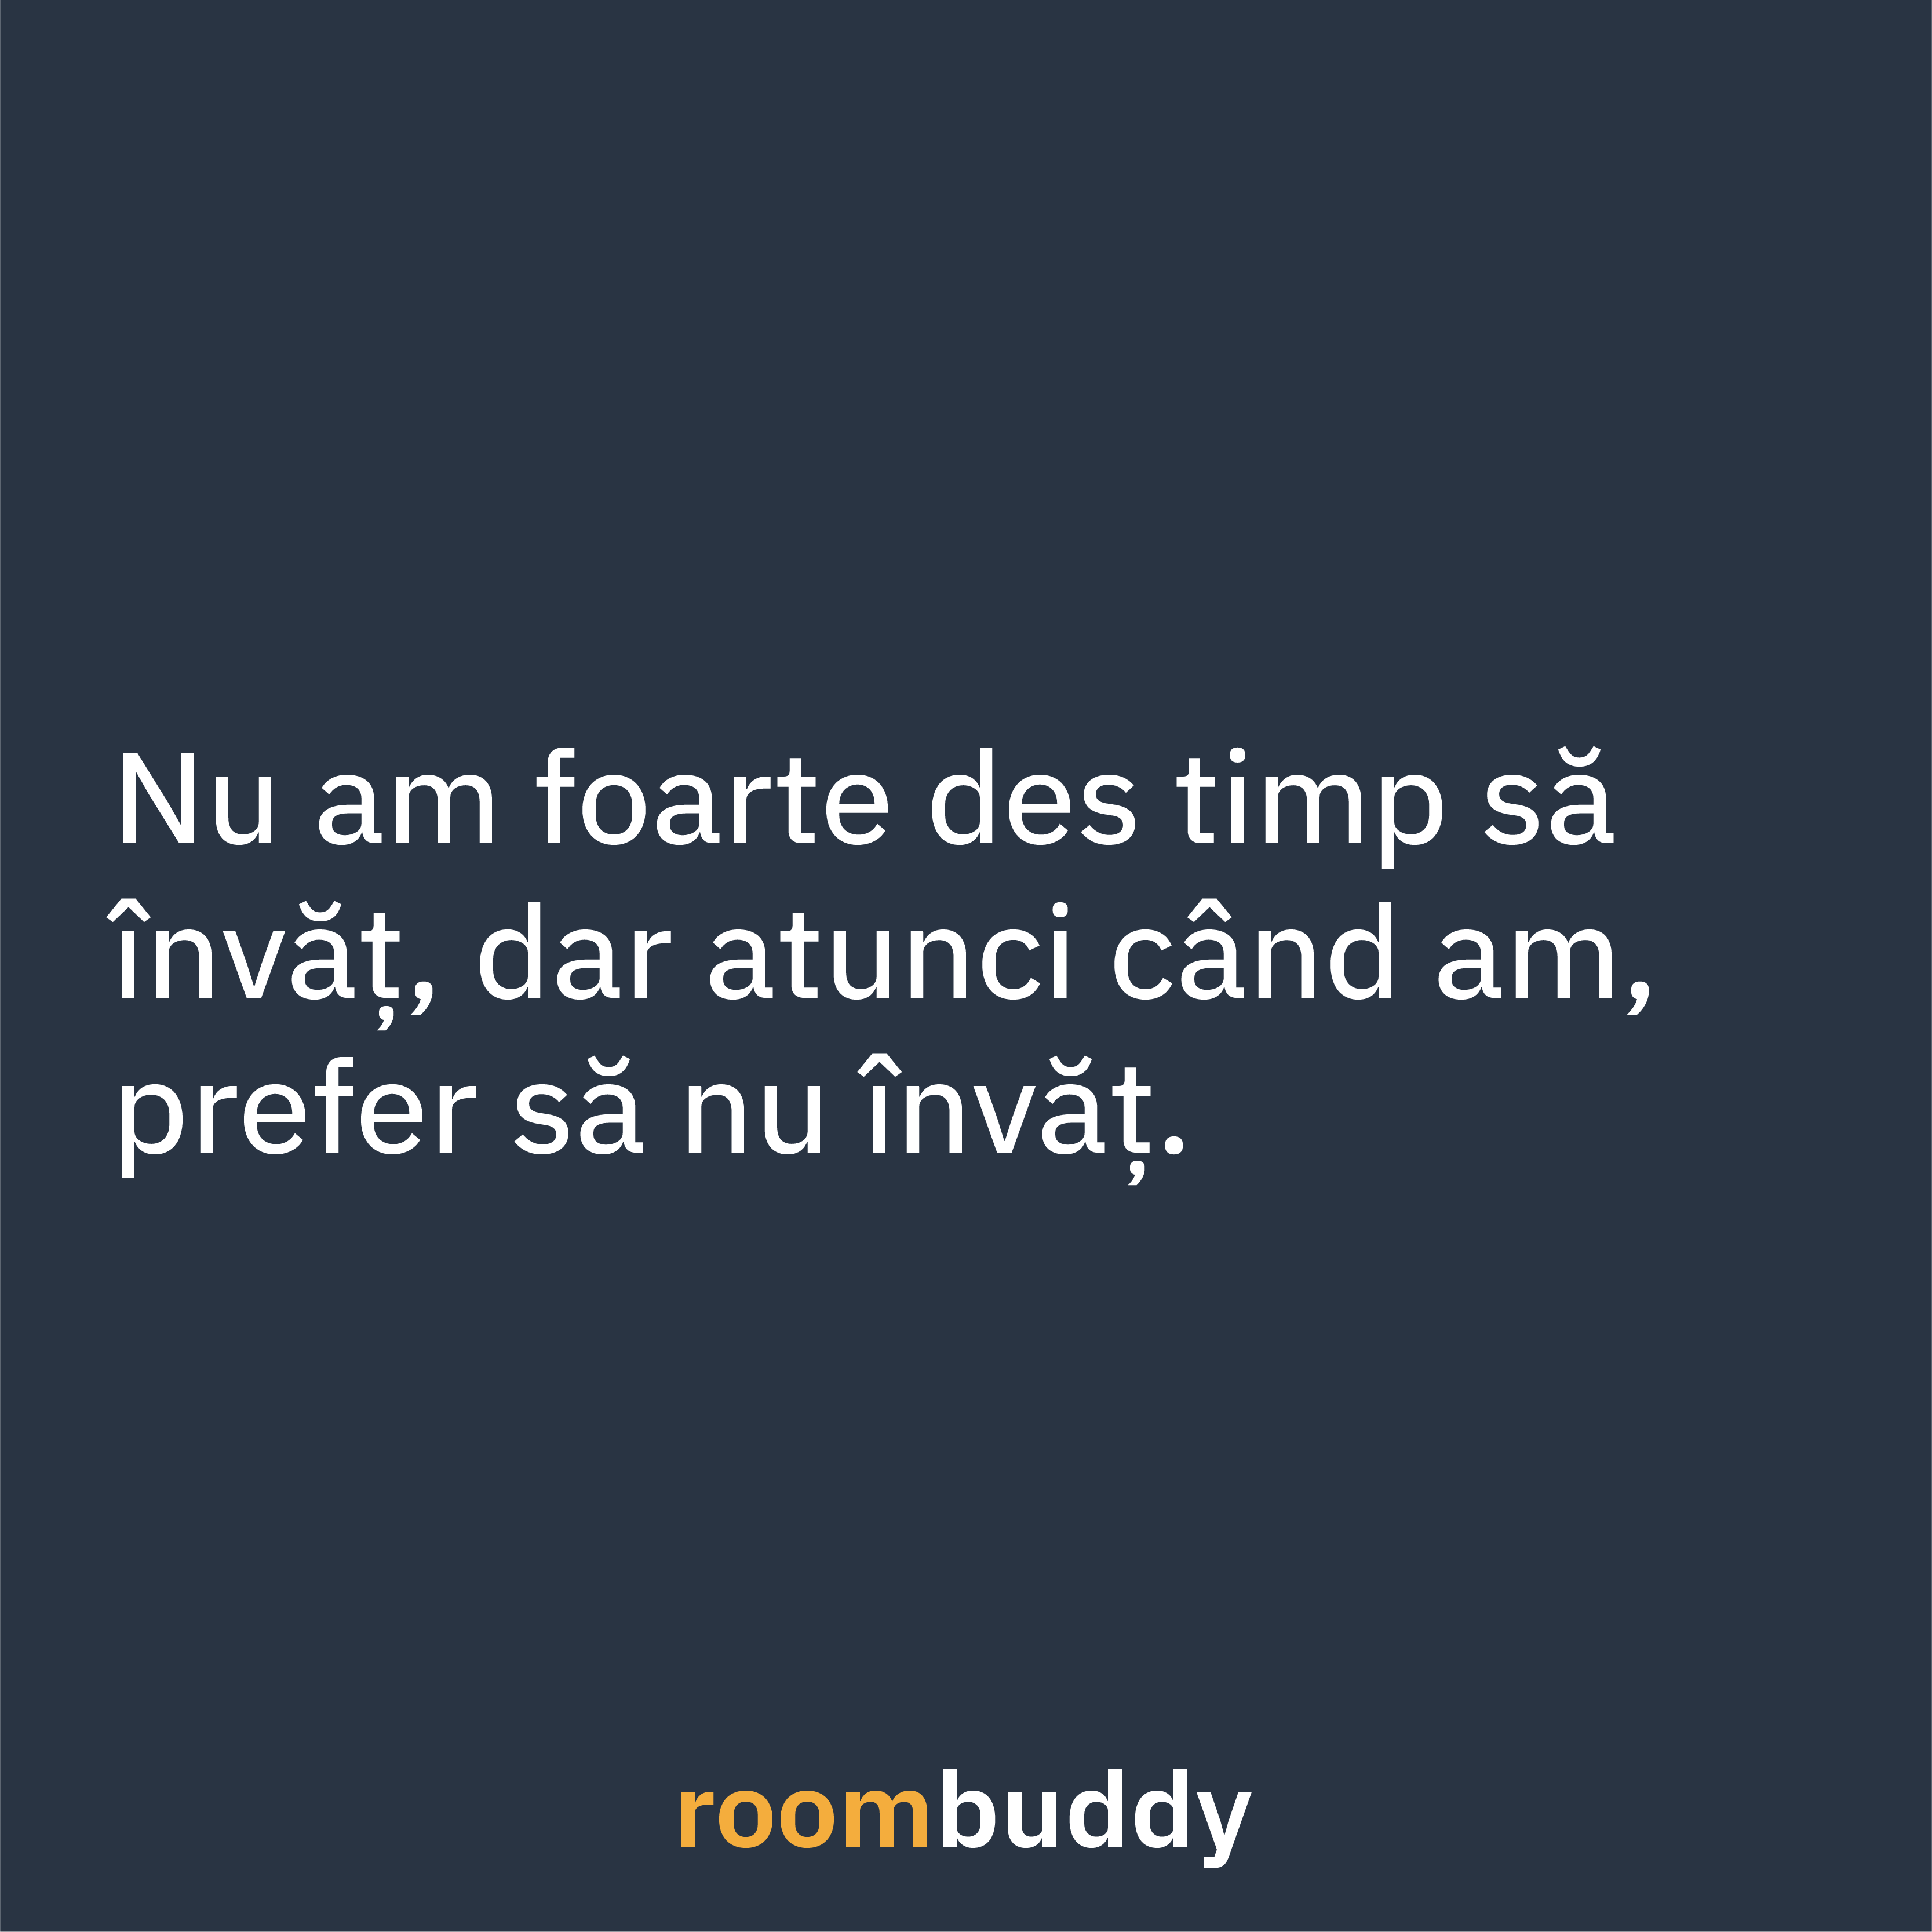 Nu am foarte des timp să
învăț, dar atunci când am,
prefer să nu învăț.
roombuddy